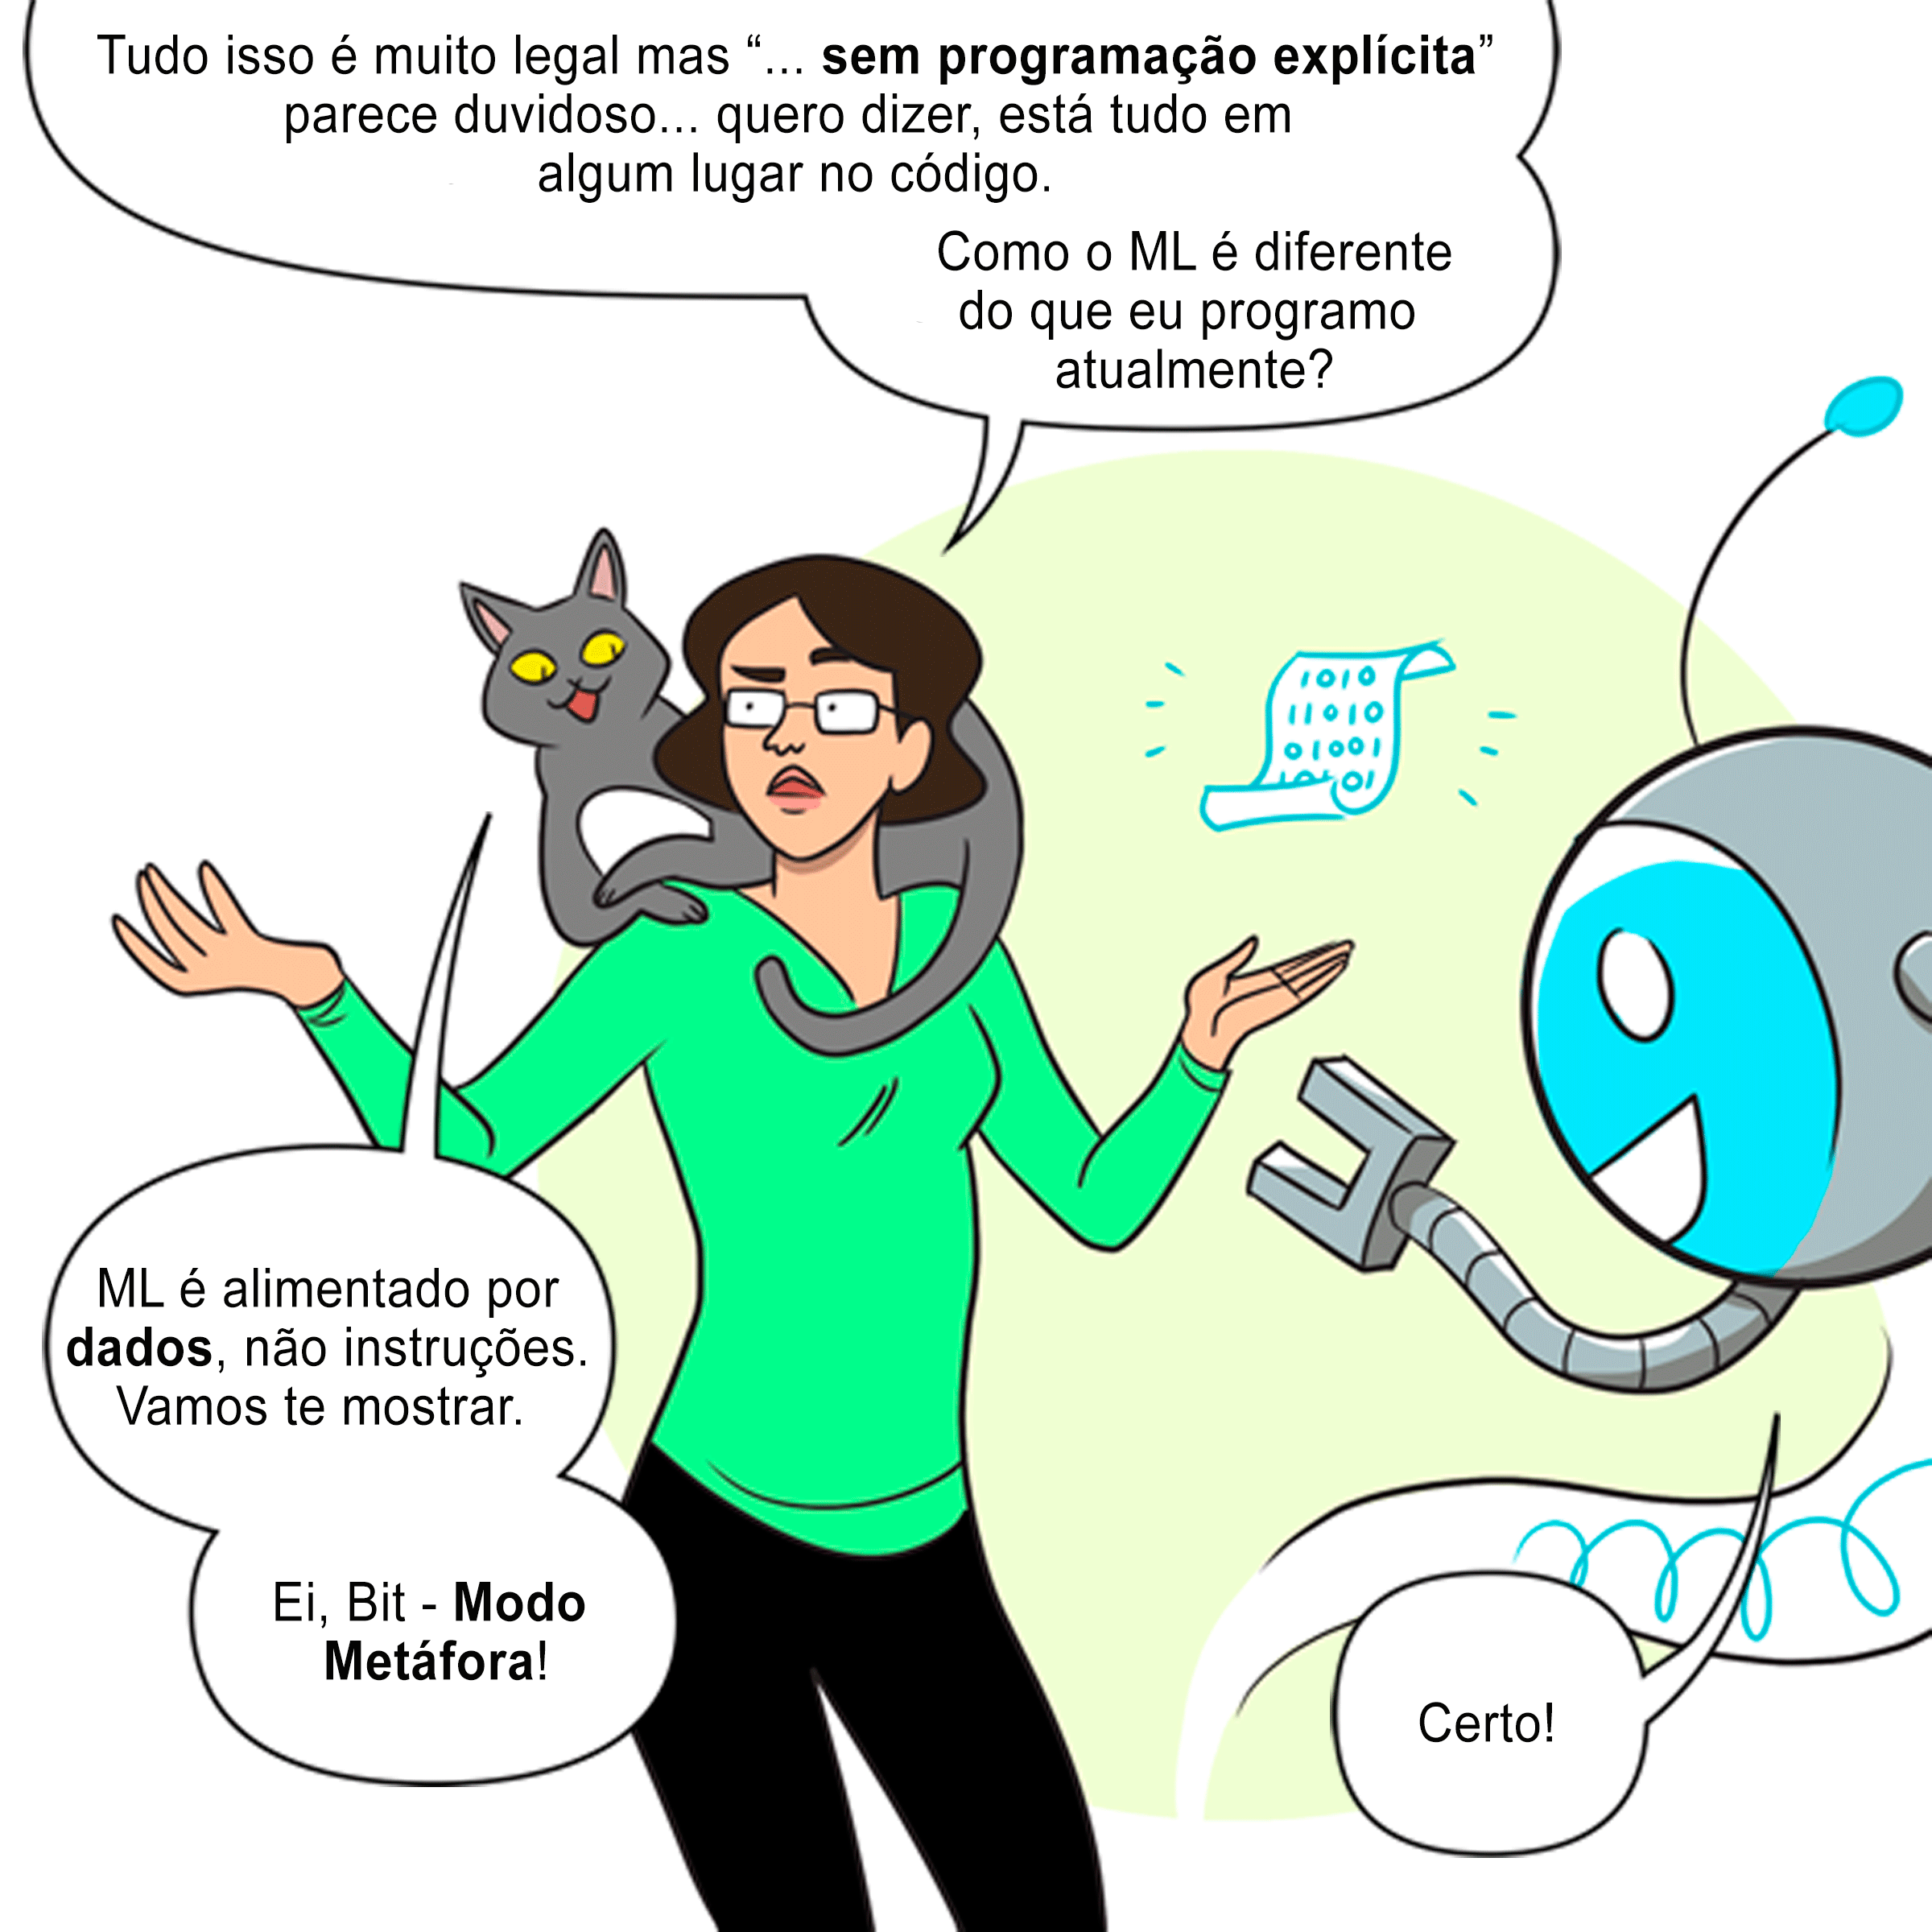 Tudo isso é muito legal mas “... sem programação explícita”
parece duvidoso... quero dizer, está tudo em
algum lugar no código.
Como o ML é diferente
do que eu programo
atualmente?
1010
11010
01001
10101
ML é alimentado por
dados, não instruções.
Vamos te mostrar.
Ei, Bit - Modo
Metáfora!
Certo!